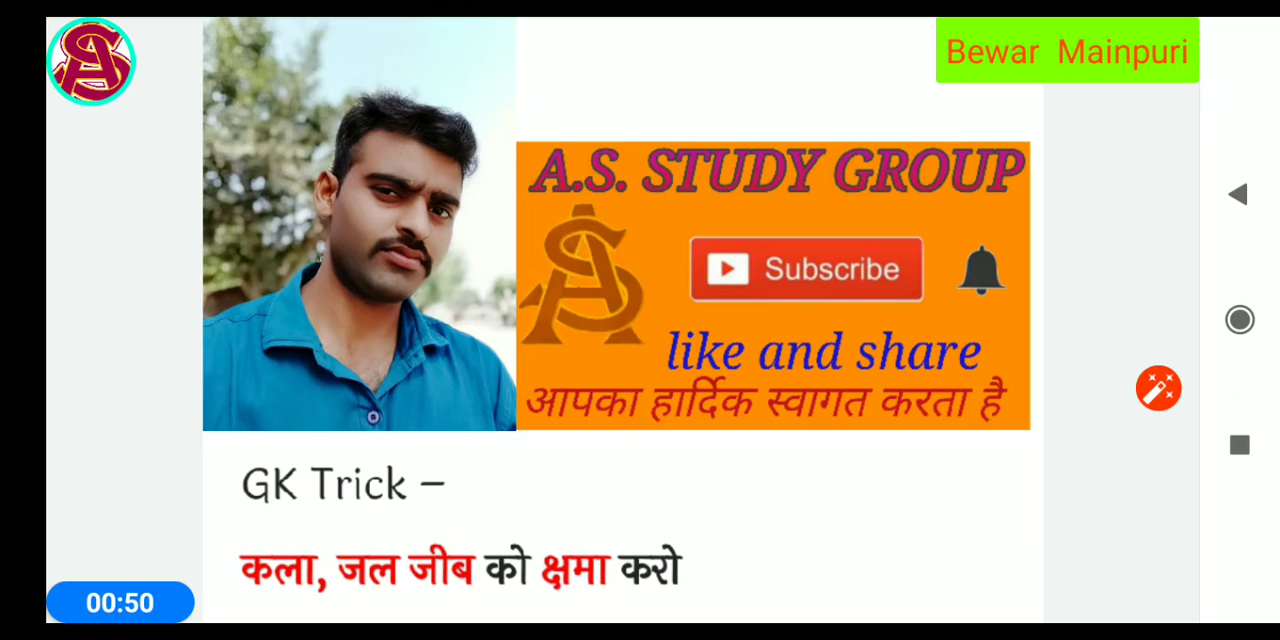 Bewar Mainpuri
A.S. STUDY GROUP
Subscribe
like and share
आपका हार्दिक स्वागत करता है
GK Trick –
कला, जल जीब को क्षमा करो
00:50